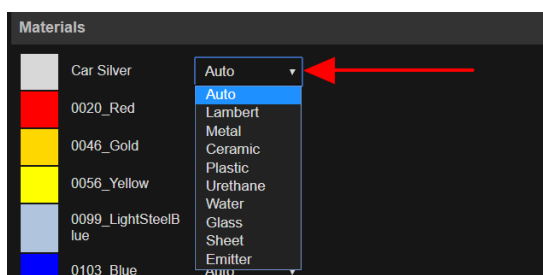 Materials
Car Silver
Auto
Auto
0020_Red
Lambert
Metal
0046_Gold
Ceramic
Plastic
0056_Yellow
Urethane
Water
0099_LightSteelB
lue
Glass
Sheet
Emitter
0103_Blue
Auto